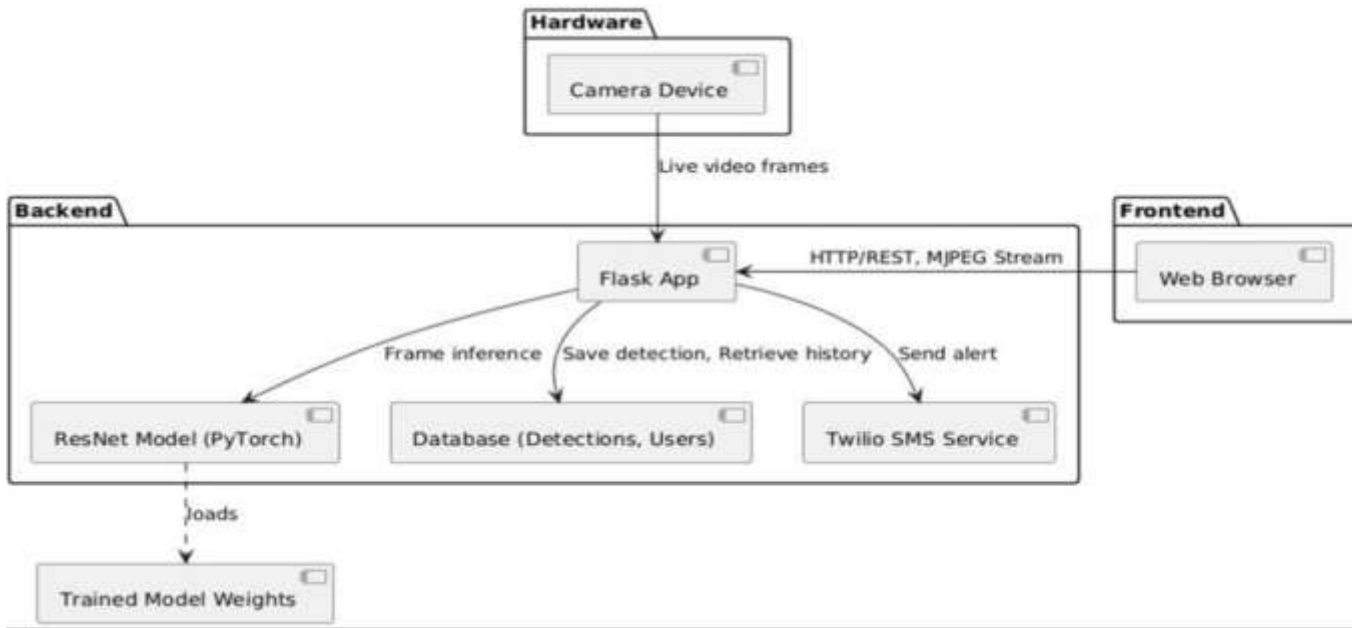 Hardware
Camera Device
Live video frames
Backend
Frontend
Flask App
HTTP/REST, MJPEG Stream
Web Browser
Frame inference
Save detection, Retrieve history
Send alert
ResNet Model (PyTorch)
Database (Detections, Users)
Twilio SMS Service
loads
Trained Model Weights